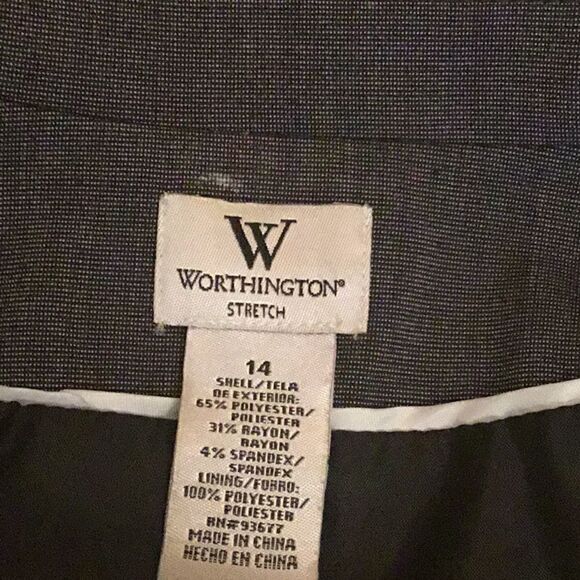 W
WORTHINGTON®
STRETCH
14
SHELL/TELA
DE EXTERIOR:
65% POLYESTER/
POLIESTER
31% RAYON/
RAYON
4% SPANDEX/
SPANDEX
LINING/FORRO:
100% POLYESTER/
POLIESTER
RN#93677
MADE IN CHINA
HECHO EN CHINA